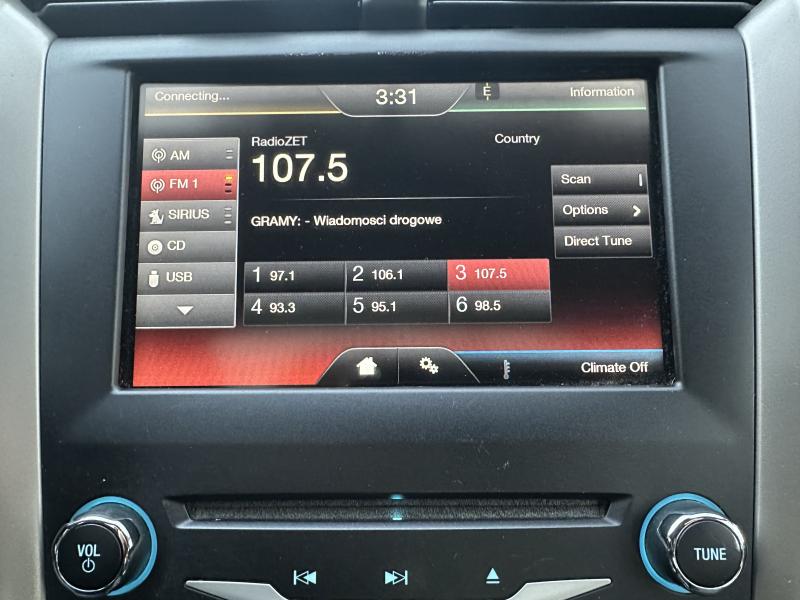 Connecting...
3:31
E
Information
AM
FM 1
SIRIUS
CD
USB
RadioZET
Country
107.5
GRAMY: - Wiadomosci drogowe
Scan
Options
Direct Tune
1 97.1
2 106.1
3 107.5
4 93.3
5 95.1
6 98.5
Climate Off
VOL
TUNE